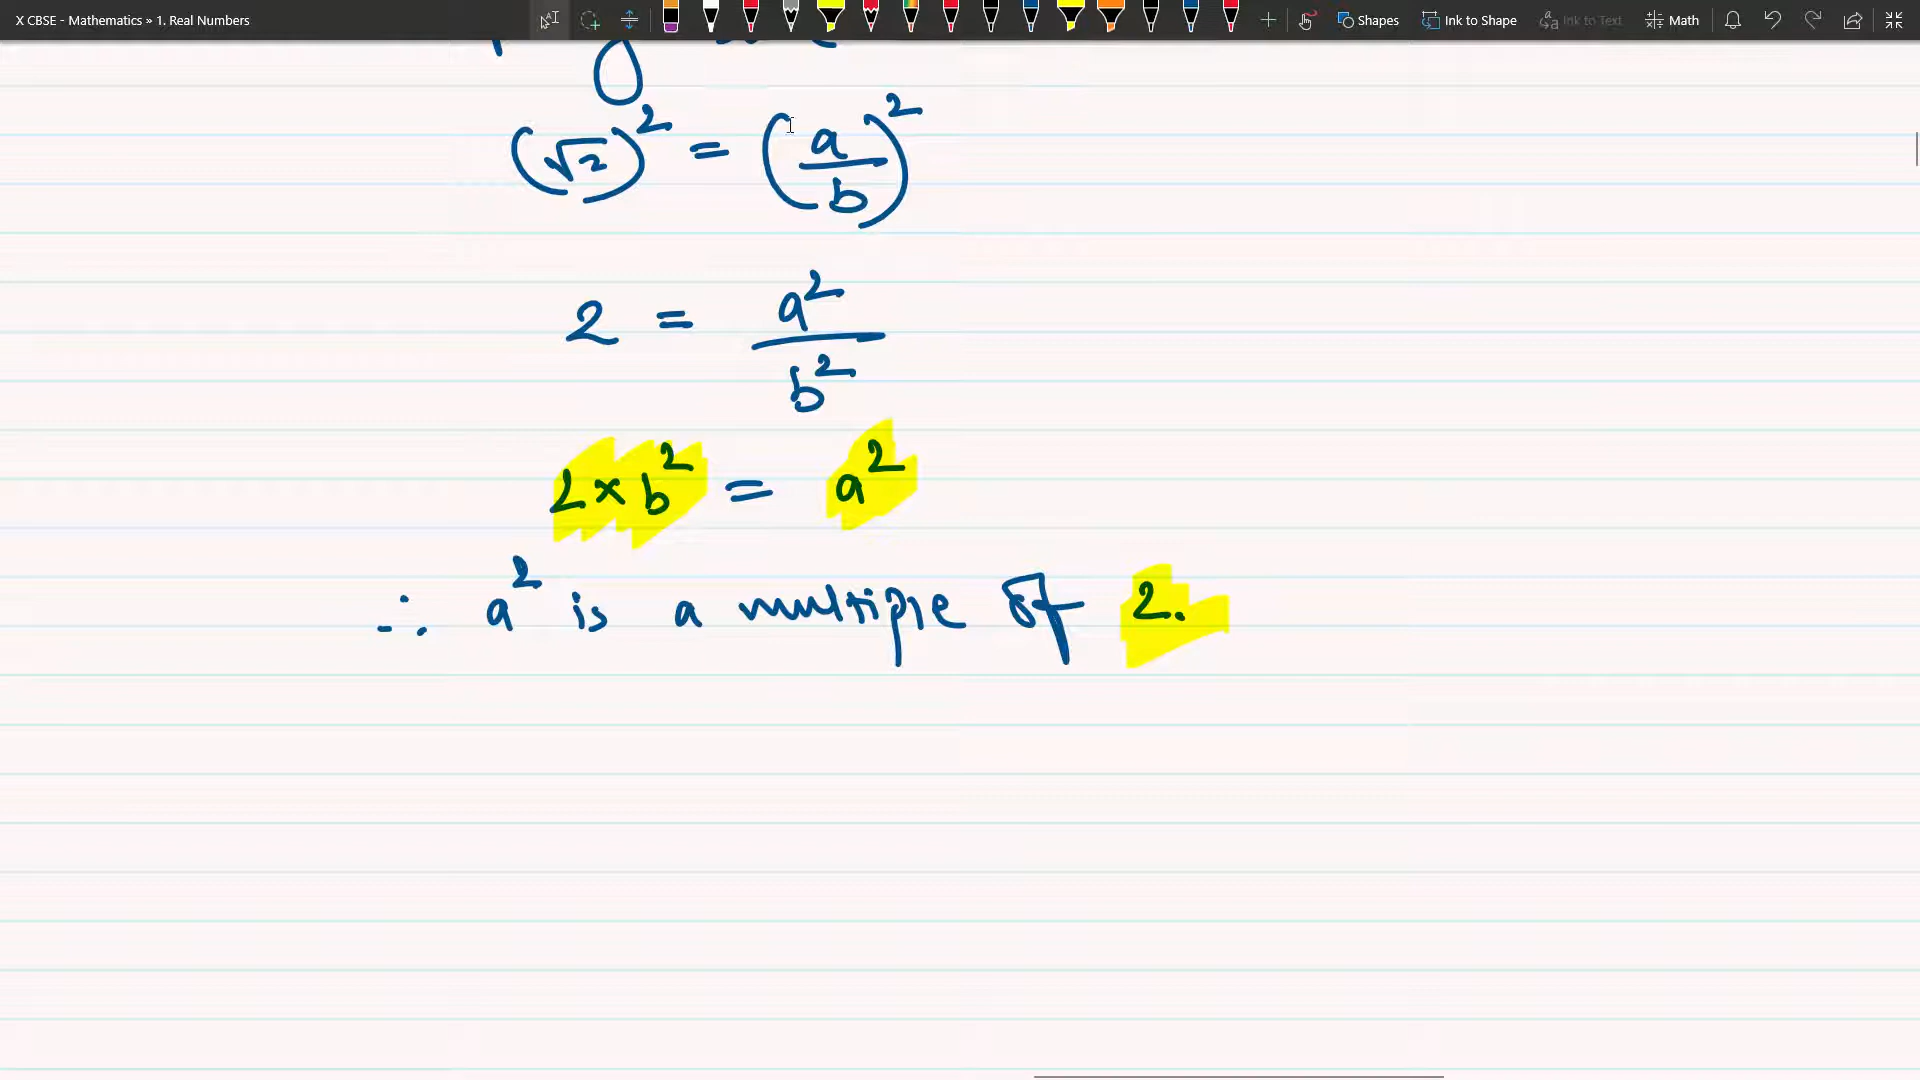 X CBSE - Mathematics » 1. Real Numbers
Shapes
Ink to Shape
Ink to Text
Math
(√2)² = (a/b)²
2 = a²/b²
2 × b² = a²
∴ a² is a multiple of 2.